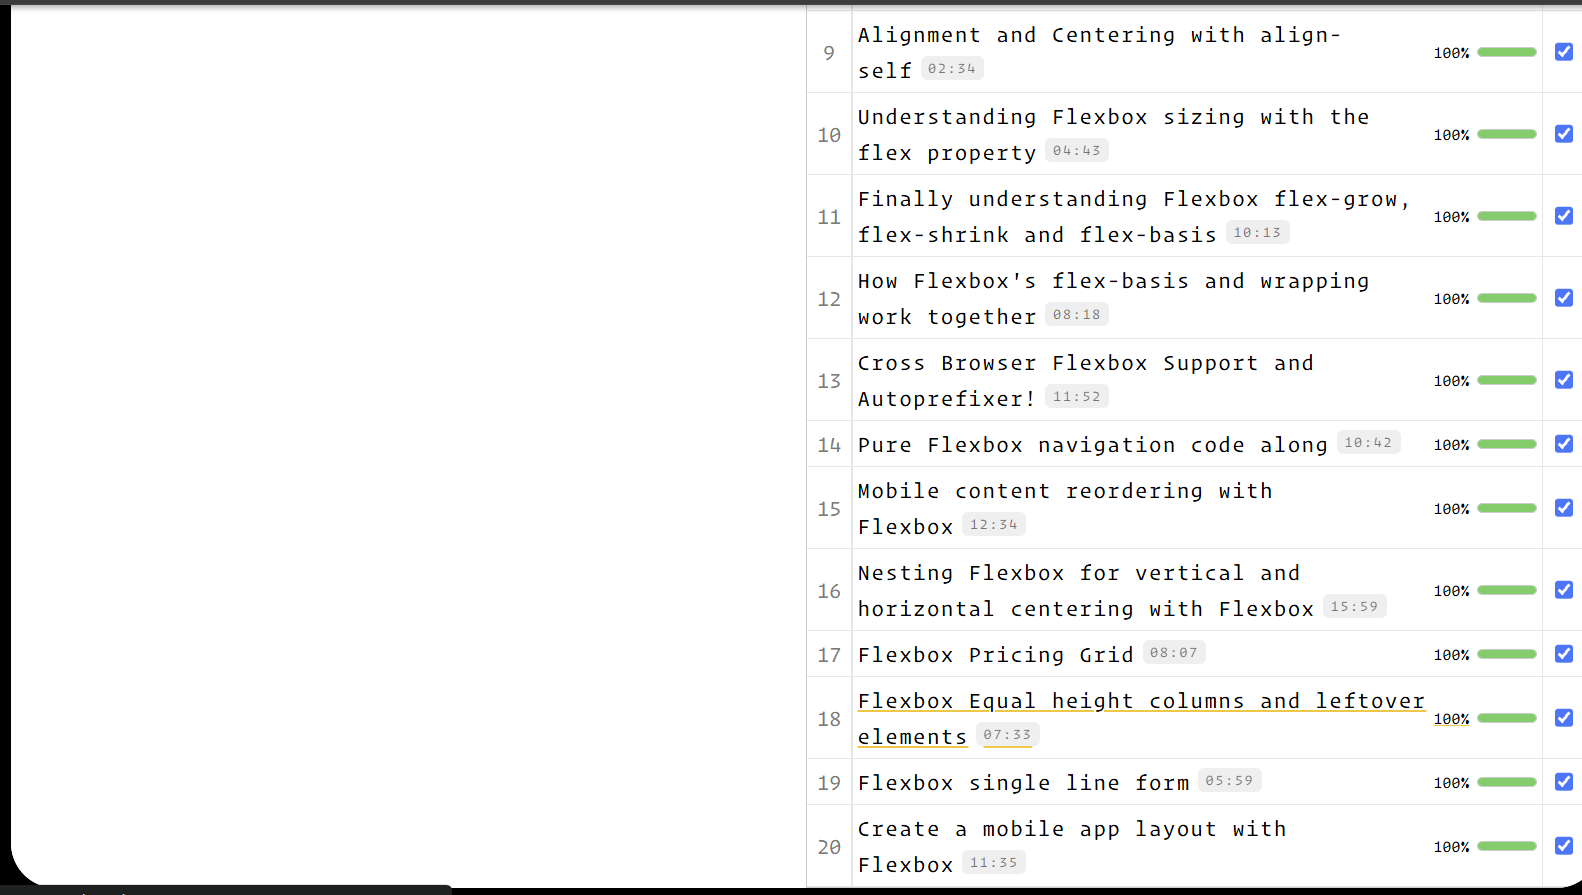 9
Alignment and Centering with align-
self 02:34
100%
10
Understanding Flexbox sizing with the
flex property 04:43
100%
11
Finally understanding Flexbox flex-grow,
flex-shrink and flex-basis 10:13
100%
12
How Flexbox's flex-basis and wrapping
work together 08:18
100%
13
Cross Browser Flexbox Support and
Autoprefixer! 11:52
100%
14 Pure Flexbox navigation code along 10:42 100%
15
Mobile content reordering with
Flexbox 12:34
100%
16
Nesting Flexbox for vertical and
horizontal centering with Flexbox 15:59
100%
17 Flexbox Pricing Grid 08:07 100%
18
Flexbox Equal height columns and leftover
elements 07:33
100%
19 Flexbox single line form 05:59 100%
20
Create a mobile app layout with
Flexbox 11:35
100%